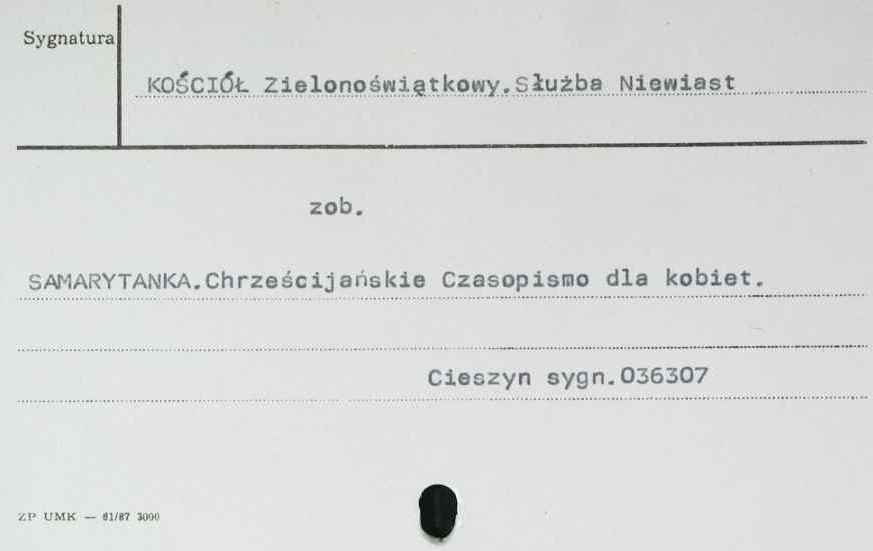 Sygnatura
KOŚCIÓŁ Zielonoświątkowy.Służba Niewiast
zob.
SAMARYTANKA.Chrześcijańskie Czasopismo dla kobiet.
Cieszyn sygn.036307
ZP UMK — 61/87 3000